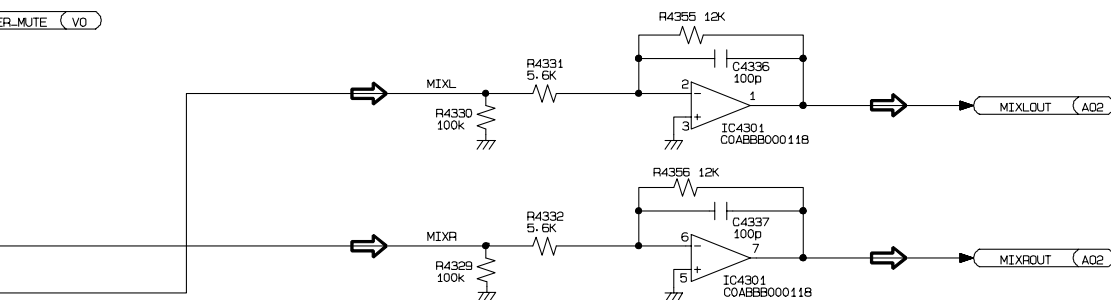 ER_MUTE VO
R4355 12K
R4331
5.6K
C4336
100p
MIXL
2
1
R4330
100k
3
IC4301
C0ABBB000118
MIXLOUT A02
R4356 12K
R4332
5.6K
C4337
100p
MIXR
6
7
R4329
100k
5
IC4301
C0ABBB000118
MIXROUT A02